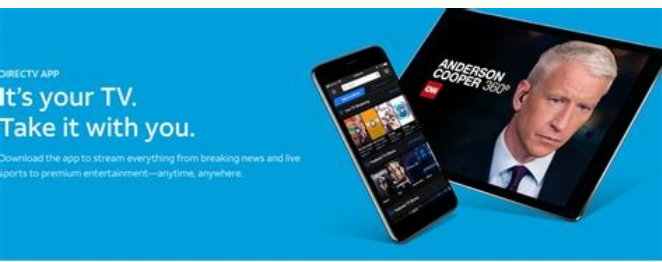 DIRECTV APP
It's your TV.
Take it with you.
Download the app to stream everything from breaking news and live
sports to premium entertainment—anytime, anywhere.
ANDERSON
COOPER 360°
CNN